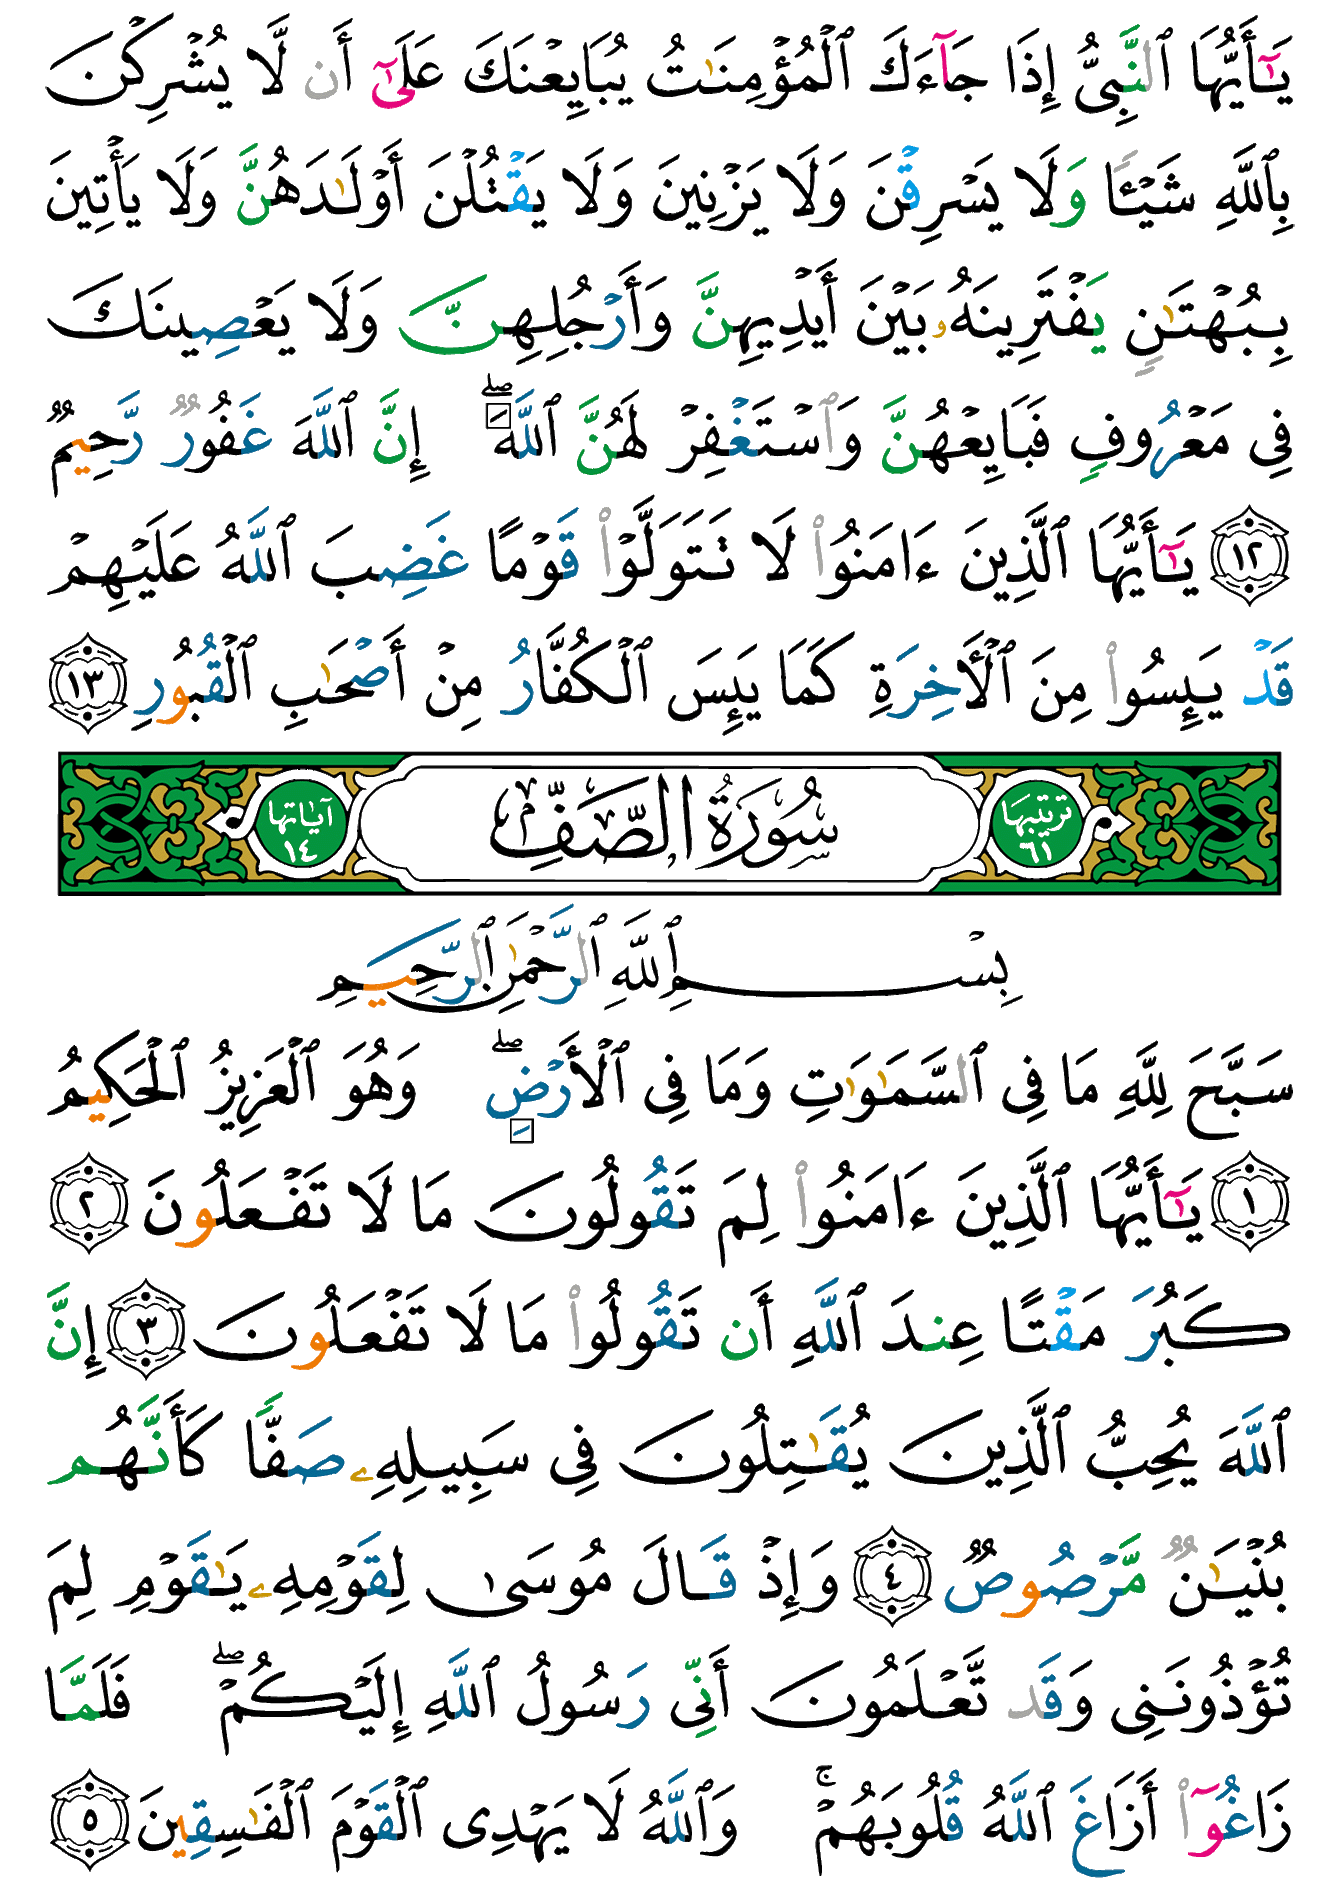 يَـٰٓأَيُّهَا ٱلنَّبِىُّ إِذَا جَآءَكَ ٱلْمُؤْمِنَـٰتُ يُبَايِعْنَكَ عَلَىٰٓ أَن لَّا يُشْرِكْنَ
بِٱللَّهِ شَيْـًٔا وَلَا يَسْرِقْنَ وَلَا يَزْنِينَ وَلَا يَقْتُلْنَ أَوْلَـٰدَهُنَّ وَلَا يَأْتِينَ
بِبُهْتَـٰنٍ يَفْتَرِينَهُۥ بَيْنَ أَيْدِيهِنَّ وَأَرْجُلِهِنَّ وَلَا يَعْصِينَكَ
فِى مَعْرُوفٍ فَبَايِعْهُنَّ وَٱسْتَغْفِرْ لَهُنَّ ٱللَّهَ ۖ إِنَّ ٱللَّهَ غَفُورٌ رَّحِيمٌ
١٢ يَـٰٓأَيُّهَا ٱلَّذِينَ ءَامَنُوا۟ لَا تَتَوَلَّوْا۟ قَوْمًا غَضِبَ ٱللَّهُ عَلَيْهِمْ
قَدْ يَئِسُوا۟ مِنَ ٱلْـَٔاخِرَةِ كَمَا يَئِسَ ٱلْكُفَّارُ مِنْ أَصْحَـٰبِ ٱلْقُبُورِ ١٣
ترتيبها ٦١ سُورَةُ الصَّفِّ آياتها ١٤
بِسْمِ ٱللَّهِ ٱلرَّحْمَـٰنِ ٱلرَّحِيمِ
سَبَّحَ لِلَّهِ مَا فِى ٱلسَّمَـٰوَٰتِ وَمَا فِى ٱلْأَرْضِ ۖ وَهُوَ ٱلْعَزِيزُ ٱلْحَكِيمُ
١ يَـٰٓأَيُّهَا ٱلَّذِينَ ءَامَنُوا۟ لِمَ تَقُولُونَ مَا لَا تَفْعَلُونَ ٢
كَبُرَ مَقْتًا عِندَ ٱللَّهِ أَن تَقُولُوا۟ مَا لَا تَفْعَلُونَ ٣ إِنَّ
ٱللَّهَ يُحِبُّ ٱلَّذِينَ يُقَـٰتِلُونَ فِى سَبِيلِهِۦ صَفًّا كَأَنَّهُم
بُنْيَـٰنٌ مَّرْصُوصٌ ٤ وَإِذْ قَالَ مُوسَىٰ لِقَوْمِهِۦ يَـٰقَوْمِ لِمَ
تُؤْذُونَنِى وَقَد تَّعْلَمُونَ أَنِّى رَسُولُ ٱللَّهِ إِلَيْكُمْ ۖ فَلَمَّا
زَاغُوٓا۟ أَزَاغَ ٱللَّهُ قُلُوبَهُمْ ۚ وَٱللَّهُ لَا يَهْدِى ٱلْقَوْمَ ٱلْفَـٰسِقِينَ ٥